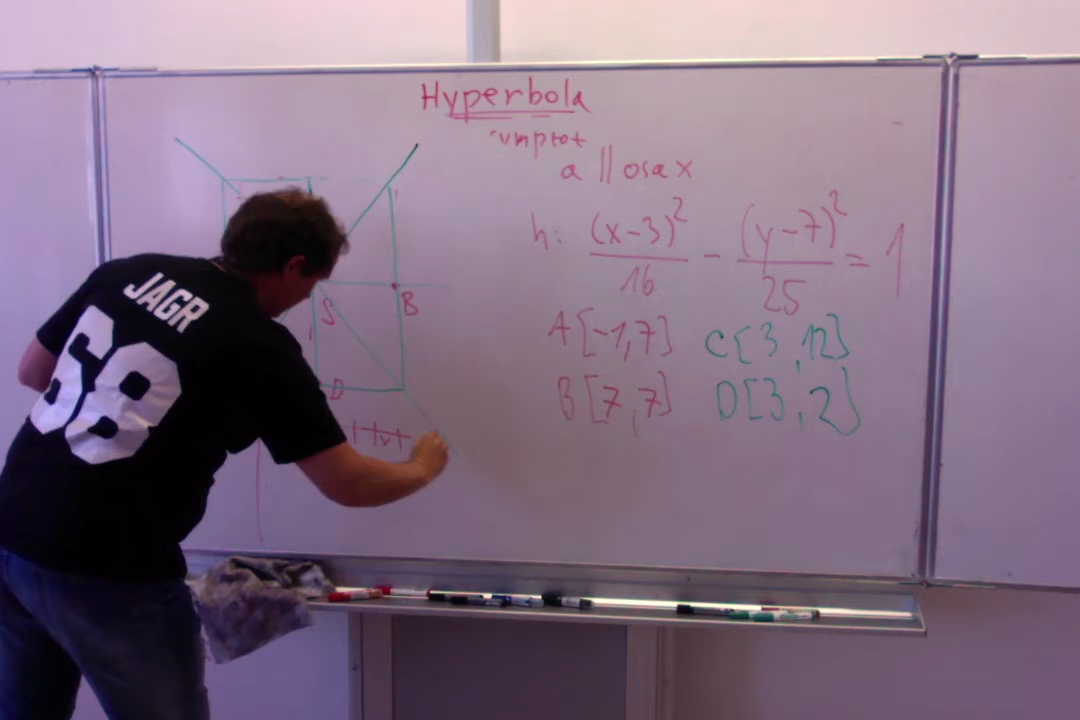 Hyperbola
a || osa x
h: (x-3)²/16 - (y-7)²/25 = 1
A[-1,7] C[3,12]
B[7,7] D[3,2]
S
B
D
JAGR
68